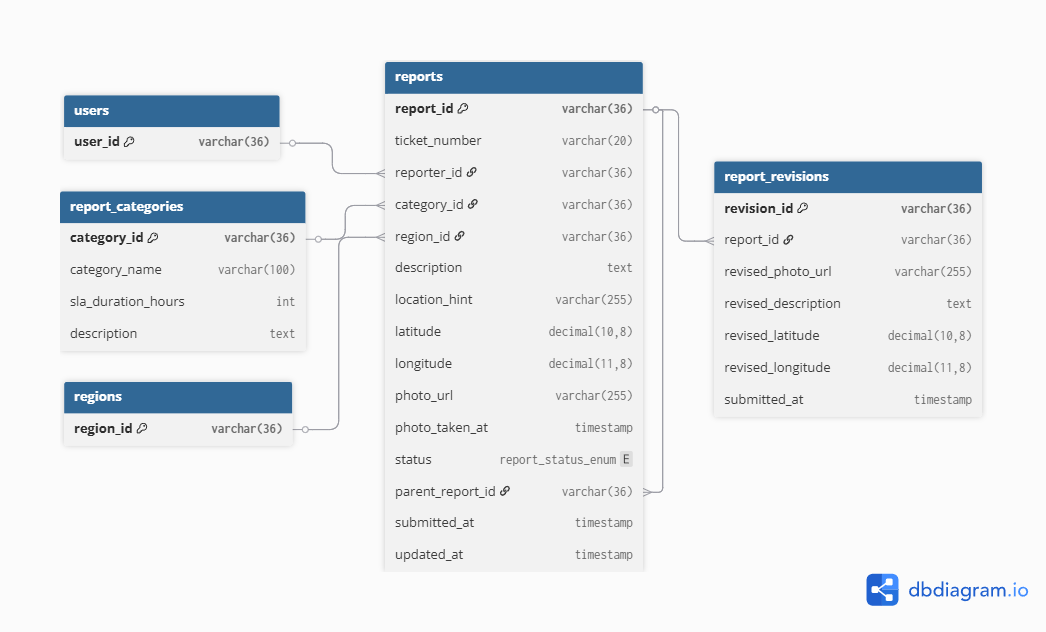 users
user_id varchar(36)
report_categories
category_id varchar(36)
category_name varchar(100)
sla_duration_hours int
description text
regions
region_id varchar(36)
reports
report_id varchar(36)
ticket_number varchar(20)
reporter_id varchar(36)
category_id varchar(36)
region_id varchar(36)
description text
location_hint varchar(255)
latitude decimal(10,8)
longitude decimal(11,8)
photo_url varchar(255)
photo_taken_at timestamp
status report_status_enum E
parent_report_id varchar(36)
submitted_at timestamp
updated_at timestamp
report_revisions
revision_id varchar(36)
report_id varchar(36)
revised_photo_url varchar(255)
revised_description text
revised_latitude decimal(10,8)
revised_longitude decimal(11,8)
submitted_at timestamp
dbdiagram.io